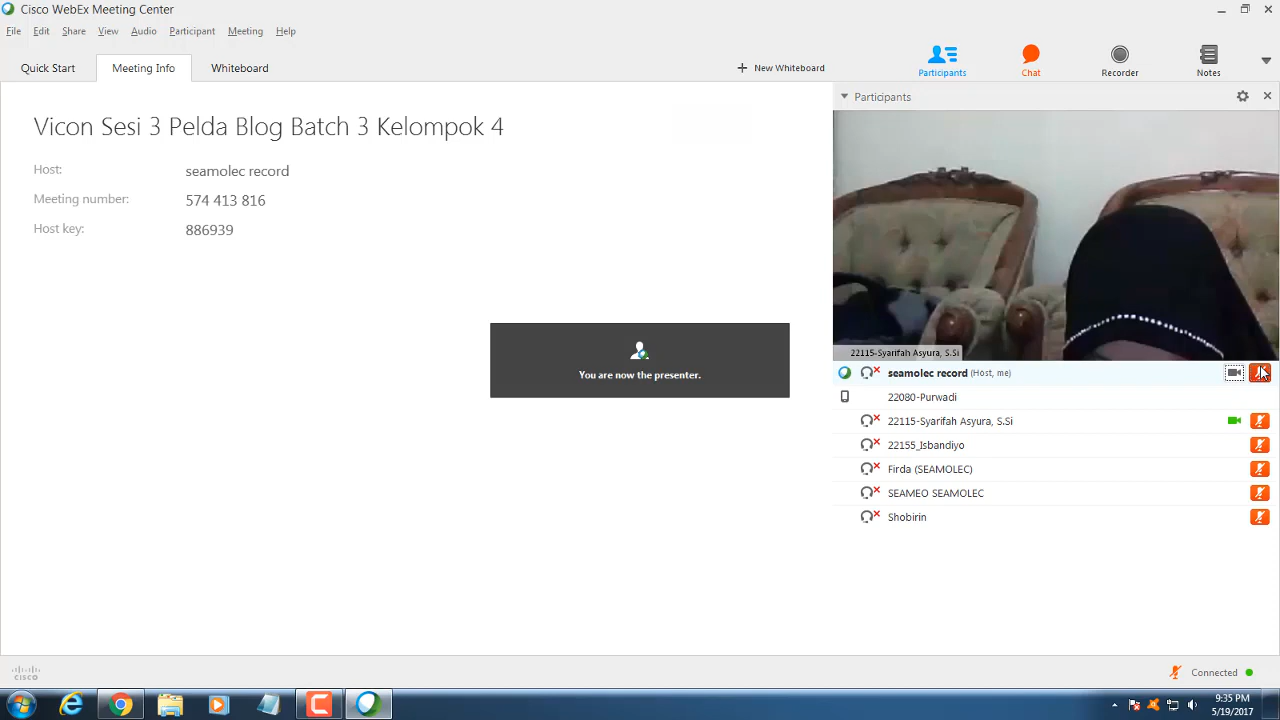 Cisco WebEx Meeting Center
File Edit Share View Audio Participant Meeting Help
Quick Start Meeting Info Whiteboard
New Whiteboard
Participants Chat Recorder Notes
Participants
Vicon Sesi 3 Pelda Blog Batch 3 Kelompok 4
Host: seamolec record
Meeting number: 574 413 816
Host key: 886939
You are now the presenter.
22115-Syarifah Asyura, S.Si
seamolec record (Host, me)
22080-Purwadi
22115-Syarifah Asyura, S.Si
22155_Isbandiyo
Firda (SEAMOLEC)
SEAMEO SEAMOLEC
Shobirin
cisco
Connected
9:35 PM
5/19/2017